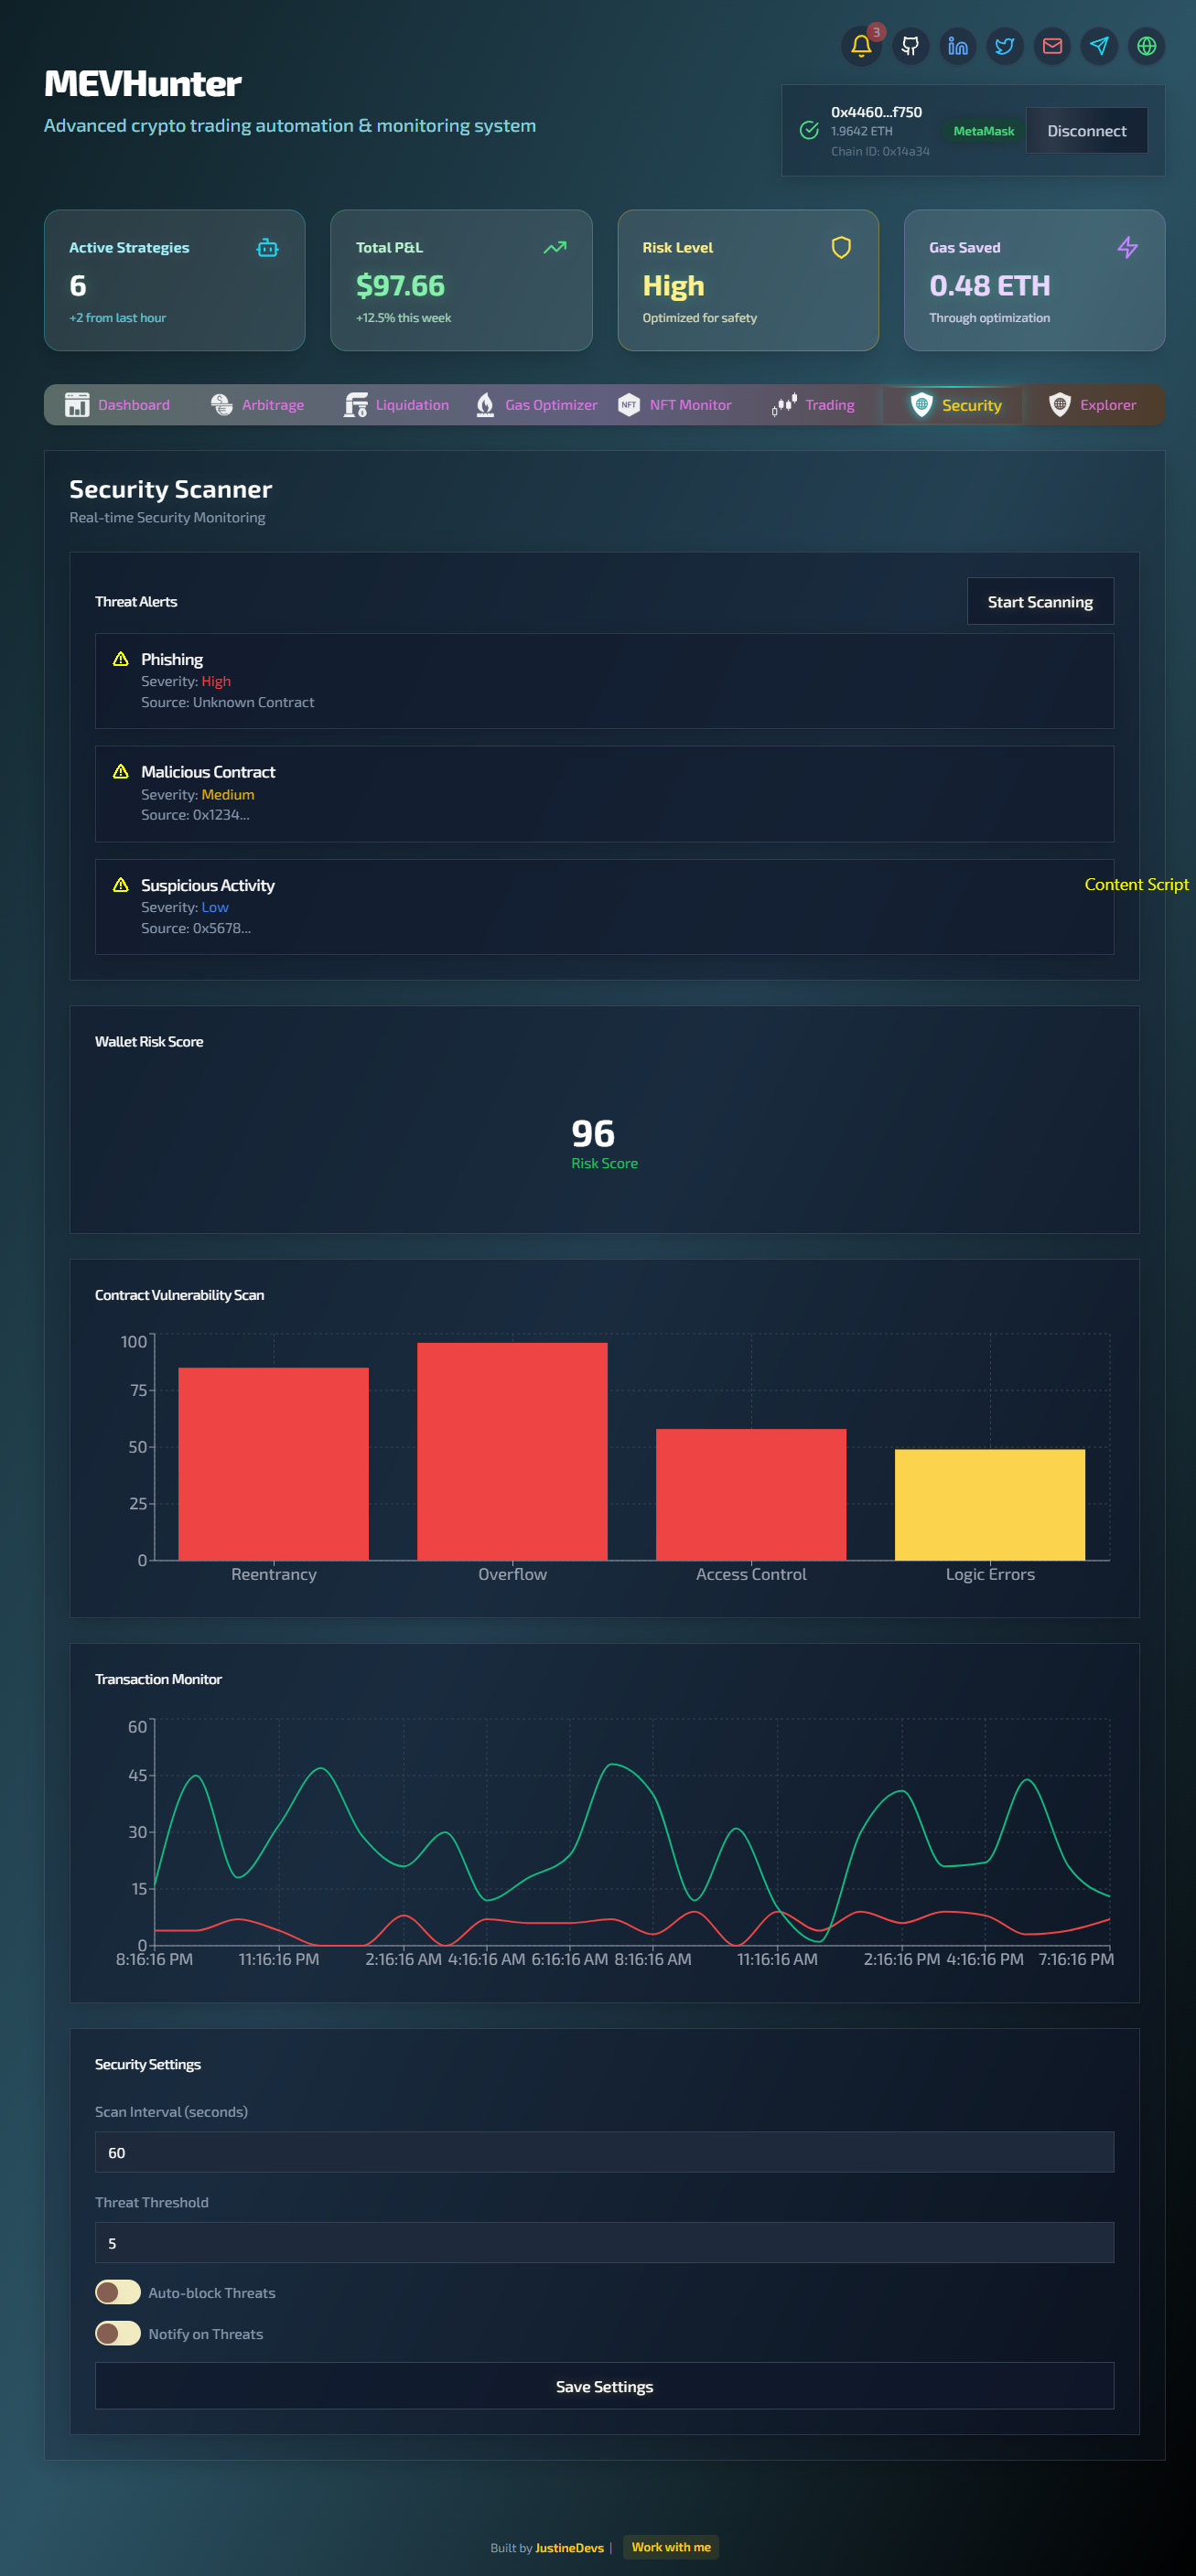 3
MEVHunter
Advanced crypto trading automation & monitoring system
0x4460...f750
1.9642 ETH
Chain ID: 0x14a34
MetaMask
Disconnect
Active Strategies
6
+2 from last hour
Total P&L
$97.66
+12.5% this week
Risk Level
High
Optimized for safety
Gas Saved
0.48 ETH
Through optimization
Dashboard
Arbitrage
Liquidation
Gas Optimizer
NFT
NFT Monitor
Trading
Security
Explorer
Security Scanner
Real-time Security Monitoring
Threat Alerts
Start Scanning
Phishing
Severity: High
Source: Unknown Contract
Malicious Contract
Severity: Medium
Source: 0x1234...
Suspicious Activity
Severity: Low
Source: 0x5678...
Content Script
Wallet Risk Score
96
Risk Score
Contract Vulnerability Scan
100
75
50
25
0
Reentrancy
Overflow
Access Control
Logic Errors
Transaction Monitor
60
45
30
15
0
8:16:16 PM
11:16:16 PM
2:16:16 AM
4:16:16 AM
6:16:16 AM
8:16:16 AM
11:16:16 AM
2:16:16 PM
4:16:16 PM
7:16:16 PM
Security Settings
Scan Interval (seconds)
60
Threat Threshold
5
Auto-block Threats
Notify on Threats
Save Settings
Built by JustineDevs |
Work with me